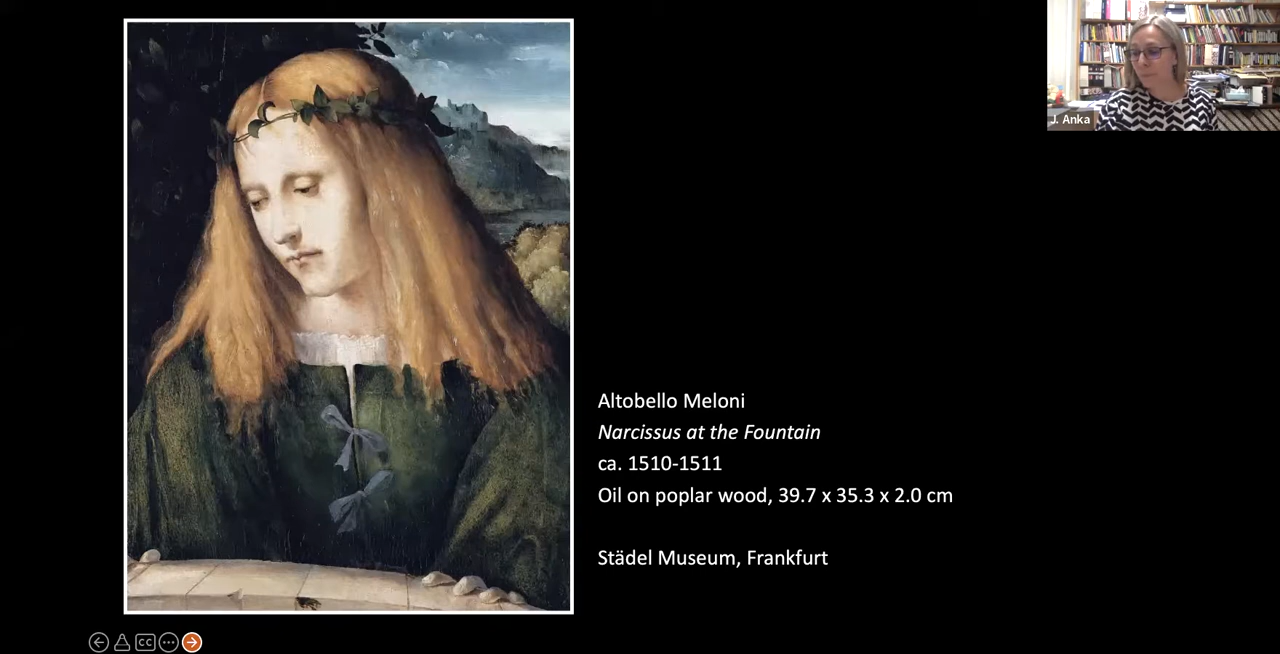 J. Anka
Altobello Meloni
Narcissus at the Fountain
ca. 1510-1511
Oil on poplar wood, 39.7 x 35.3 x 2.0 cm
Städel Museum, Frankfurt
CC